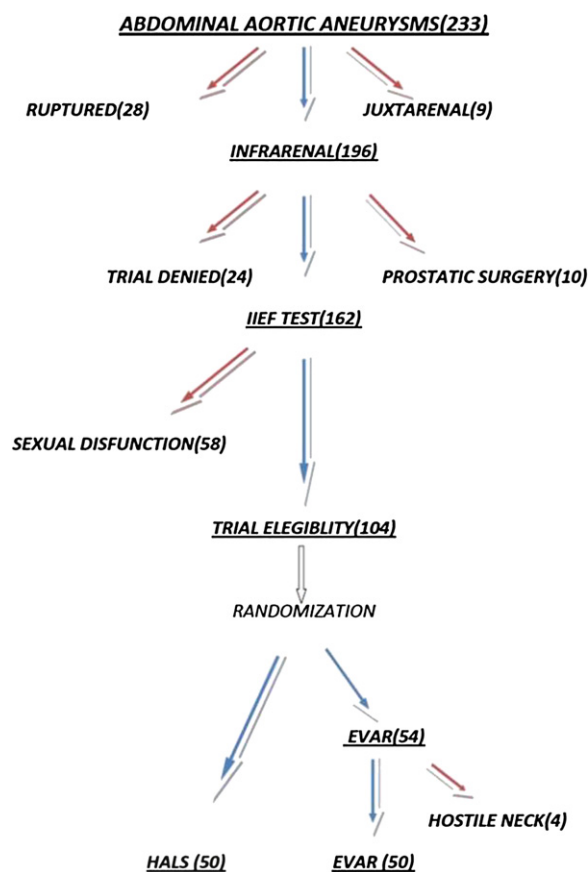 ABDOMINAL AORTIC ANEURYSMS(233)
RUPTURED(28)
JUXTARENAL(9)
INFRARENAL(196)
TRIAL DENIED(24)
PROSTATIC SURGERY(10)
IIEF TEST(162)
SEXUAL DISFUNCTION(58)
TRIAL ELEGIBLITY(104)
RANDOMIZATION
EVAR(54)
HOSTILE NECK(4)
HALS (50)
EVAR (50)